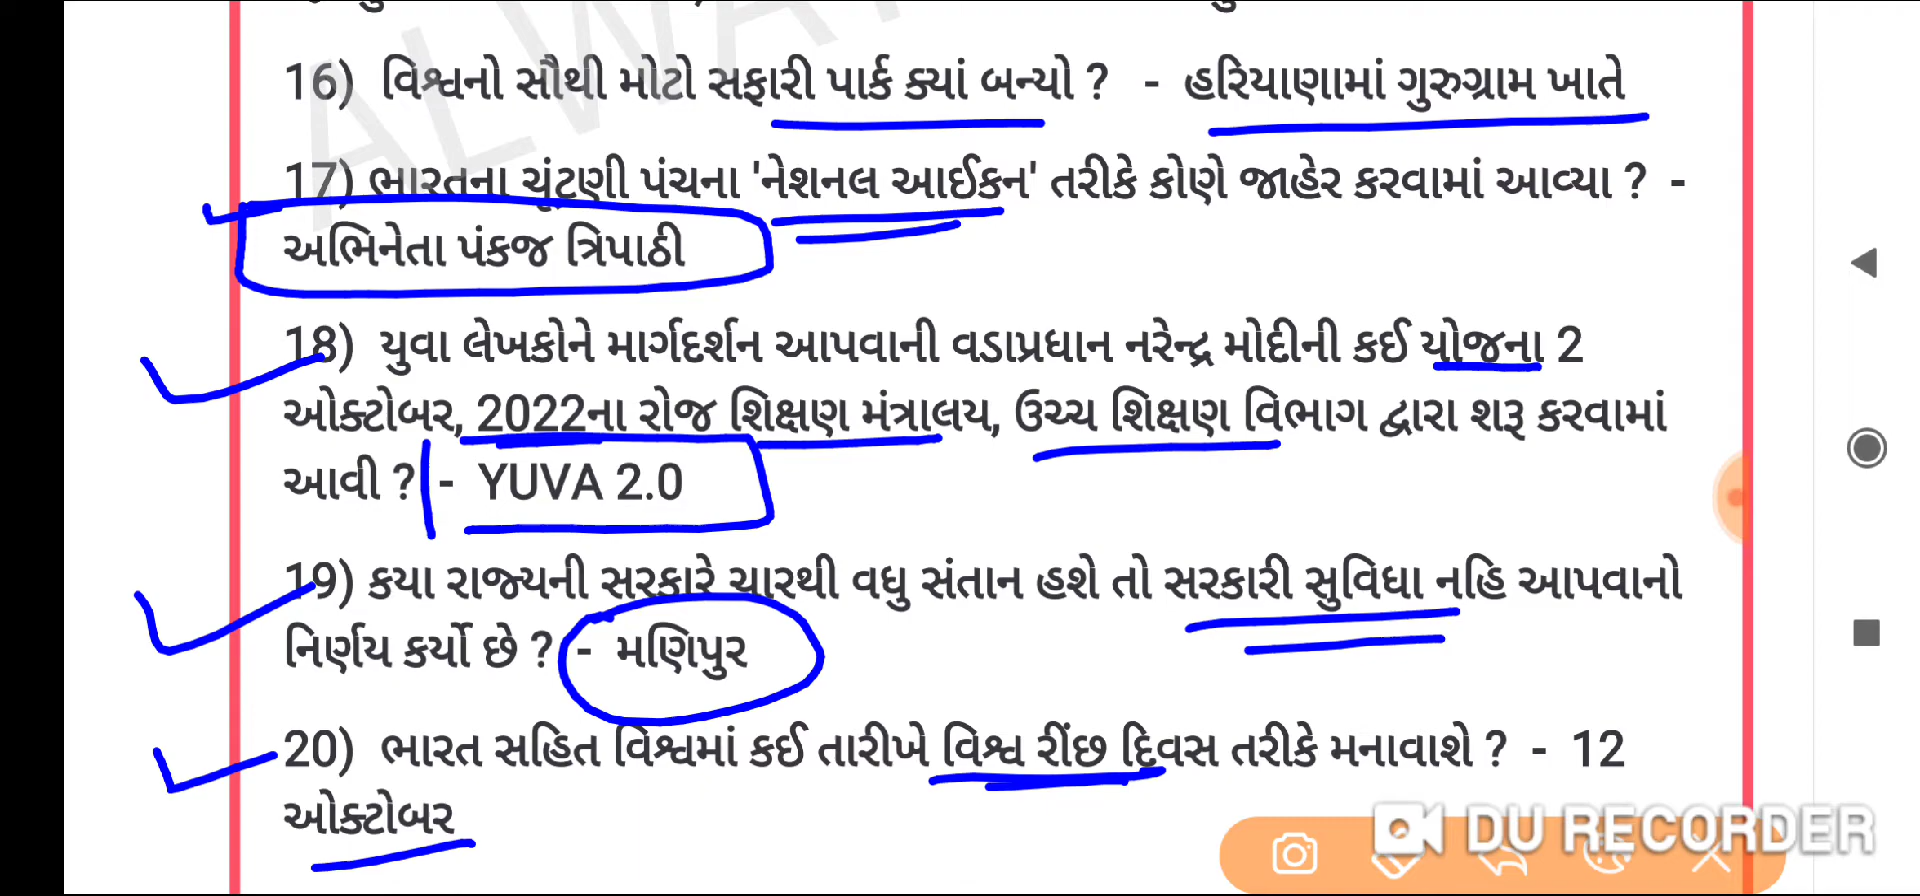 ALWA
16) વિશ્વનો સૌથી મોટો સફારી પાર્ક ક્યાં બન્યો ? - હરિયાણામાં ગુરુગ્રામ ખાતે
17) ભારતના ચૂંટણી પંચના 'નેશનલ આઈકન' તરીકે કોણે જાહેર કરવામાં આવ્યા ? -
અભિનેતા પંકજ ત્રિપાઠી
18) યુવા લેખકોને માર્ગદર્શન આપવાની વડાપ્રધાન નરેન્દ્ર મોદીની કઈ યોજના 2
ઓક્ટોબર, 2022ના રોજ શિક્ષણ મંત્રાલય, ઉચ્ચ શિક્ષણ વિભાગ દ્વારા શરૂ કરવામાં
આવી ? - YUVA 2.0
19) કયા રાજ્યની સરકારે ચારથી વધુ સંતાન હશે તો સરકારી સુવિધા નહિ આપવાનો
નિર્ણય કર્યો છે ? - મણિપુર
20) ભારત સહિત વિશ્વમાં કઈ તારીખે વિશ્વ રીંછ દિવસ તરીકે મનાવાશે ? - 12
ઓક્ટોબર
DU RECORDER